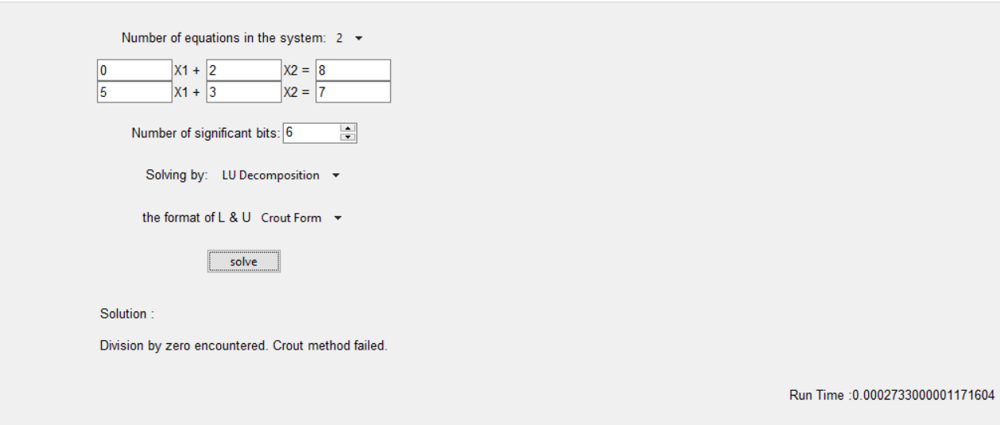 Number of equations in the system: 2
0 X1 + 2 X2 = 8
5 X1 + 3 X2 = 7
Number of significant bits: 6
Solving by: LU Decomposition
the format of L & U Crout Form
solve
Solution :
Division by zero encountered. Crout method failed.
Run Time :0.0002733000001171604